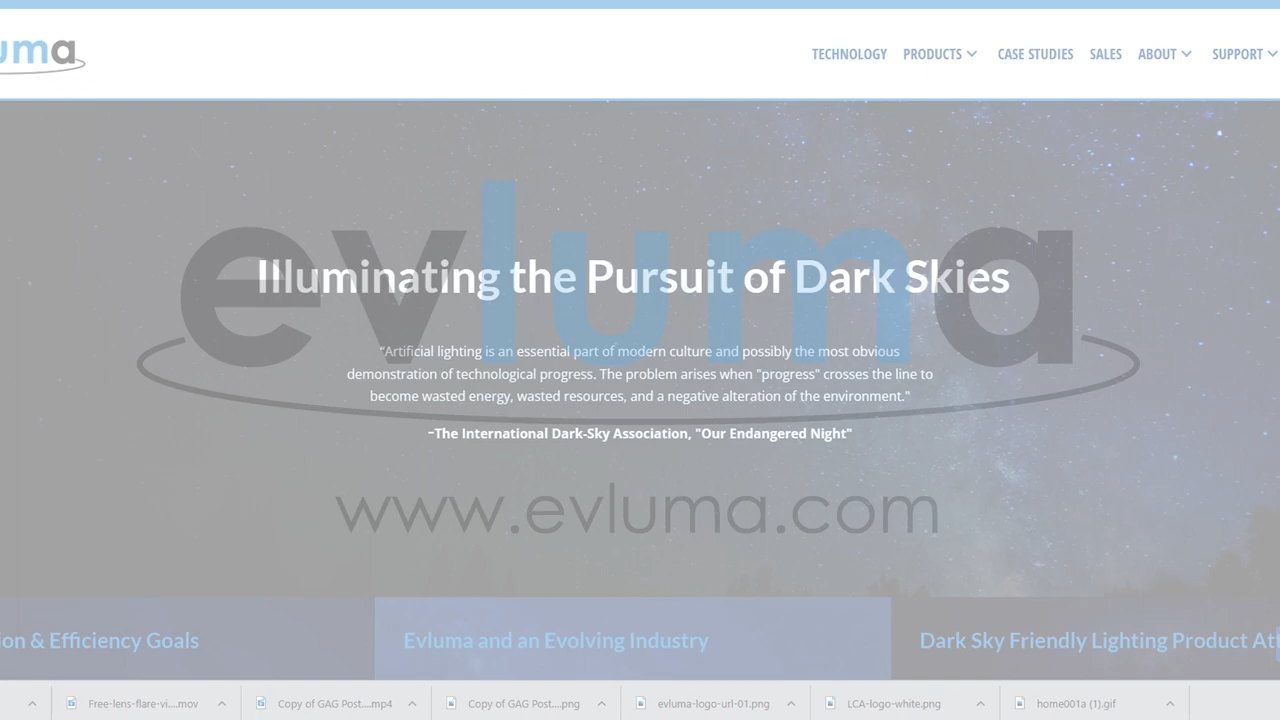 uma
TECHNOLOGY PRODUCTS CASE STUDIES SALES ABOUT SUPPORT
evluma
Illuminating the Pursuit of Dark Skies
"Artificial lighting is an essential part of modern culture and possibly the most obvious
demonstration of technological progress. The problem arises when "progress" crosses the line to
become wasted energy, wasted resources, and a negative alteration of the environment."
–The International Dark-Sky Association, "Our Endangered Night"
www.evluma.com
ion & Efficiency Goals
Evluma and an Evolving Industry
Dark Sky Friendly Lighting Product Att
Free-lens-flare-vi....mov
Copy of GAG Post....mp4
Copy of GAG Post....png
evluma-logo-url-01.png
LCA-logo-white.png
home001a (1).gif